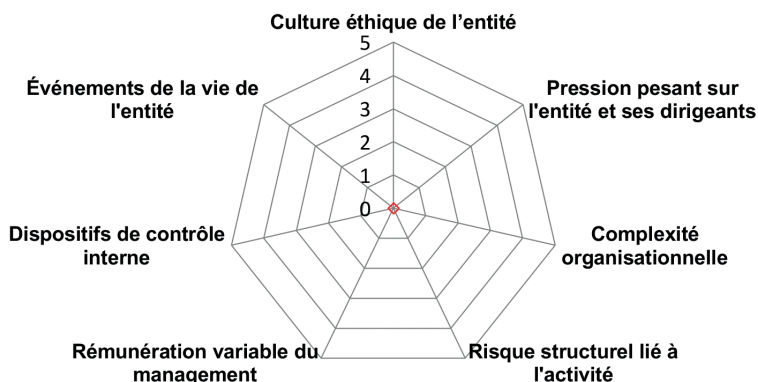 Culture éthique de l’entité
5
4
3
2
1
0
Pression pesant sur
l'entité et ses dirigeants
Complexité
organisationnelle
Risque structurel lié à
l'activité
Rémunération variable du
management
Dispositifs de contrôle
interne
Événements de la vie de
l'entité